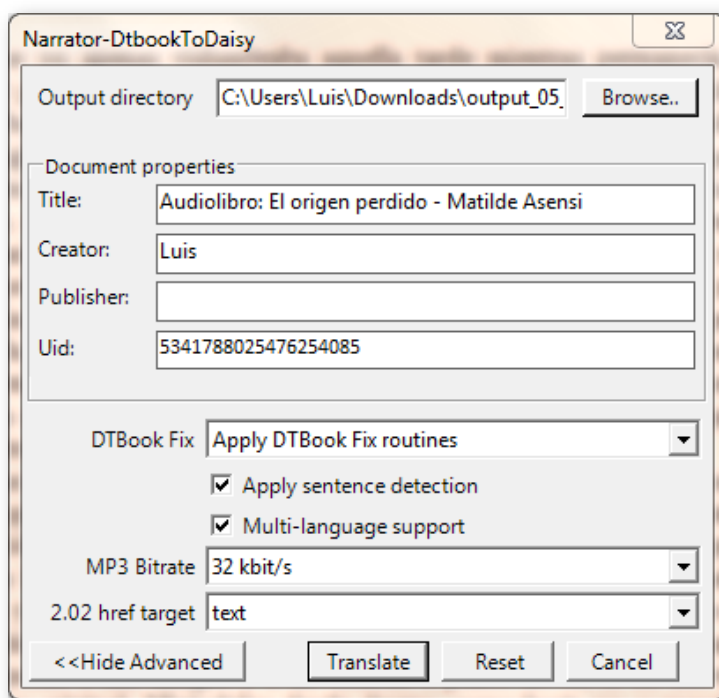 Narrator-DtbookToDaisy
Output directory C:\Users\Luis\Downloads\output_05_ Browse..
Document properties
Title: Audiolibro: El origen perdido - Matilde Asensi
Creator: Luis
Publisher:
Uid: 5341788025476254085
DTBook Fix Apply DTBook Fix routines
Apply sentence detection
Multi-language support
MP3 Bitrate 32 kbit/s
2.02 href target text
<<Hide Advanced Translate Reset Cancel